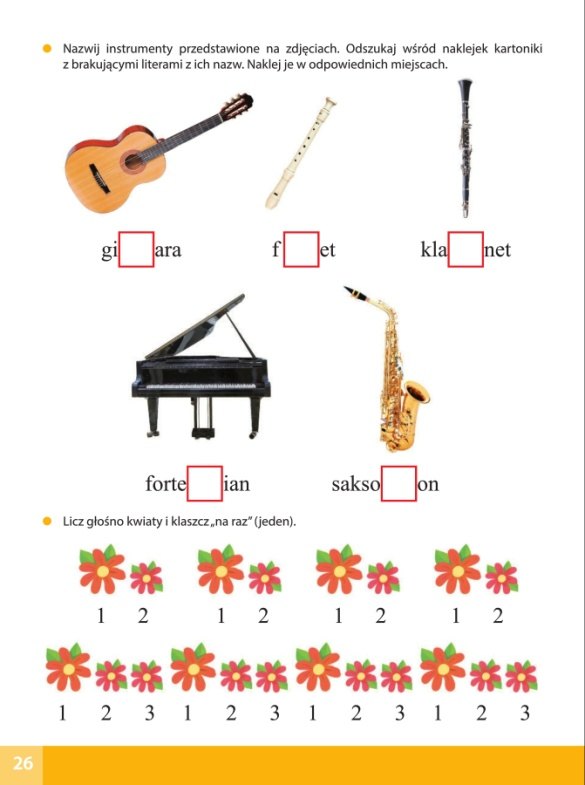 Nazwij instrumenty przedstawione na zdjęciach. Odszukaj wśród naklejek kartoniki
z brakującymi literami z ich nazw. Naklej je w odpowiednich miejscach.
gi ara f et kla net
forte ian sakso on
Licz głośno kwiaty i klaszcz „na raz” (jeden).
1 2 1 2 1 2 1 2
1 2 3 1 2 3 1 2 3 1 2 3
26